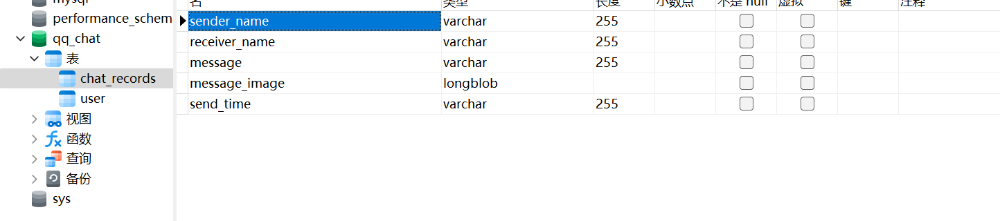 mysql
performance_schem
qq_chat
表
chat_records
user
视图
函数
查询
备份
sys
名 类型 长度 小数点 不是 null 虚拟 键 注释
sender_name varchar 255
receiver_name varchar 255
message varchar 255
message_image longblob
send_time varchar 255